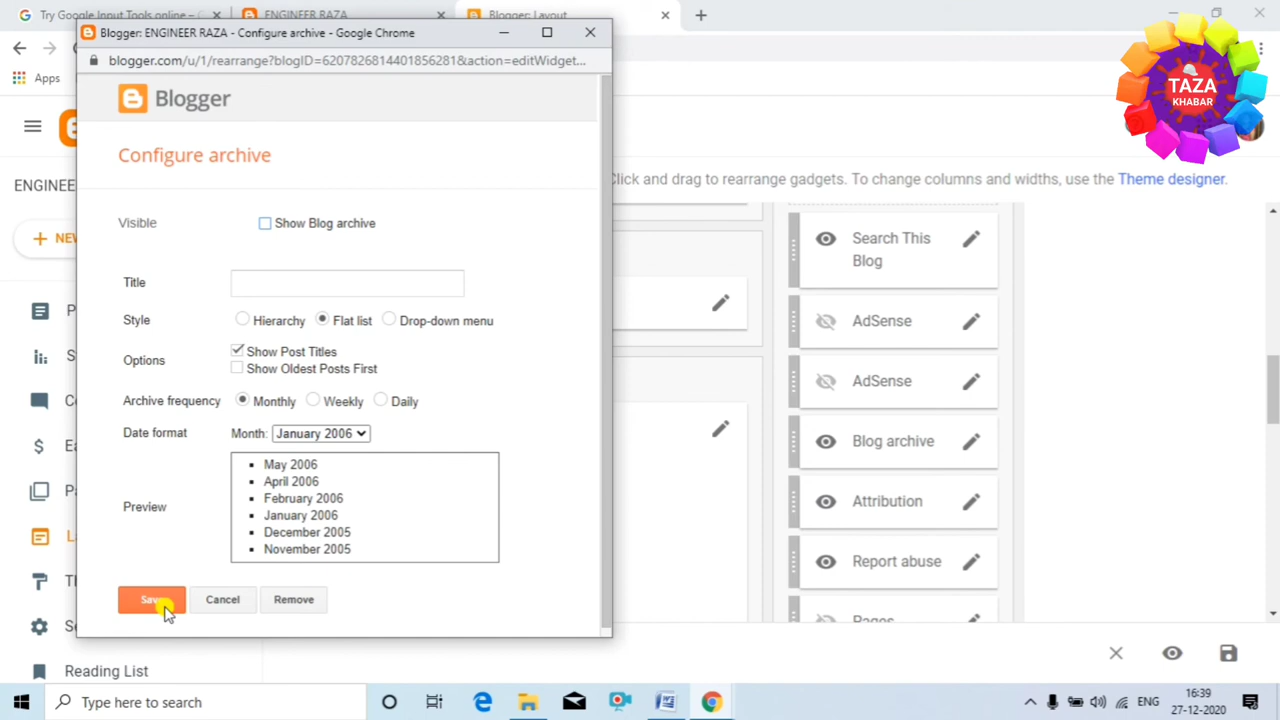 Try Google Input Tools online –
ENGINEER RAZA
Blogger: Layout
Blogger: ENGINEER RAZA - Configure archive - Google Chrome
blogger.com/u/1/rearrange?blogID=6207826814401856281&action=editWidget...
Apps
TAZA
KHABAR
Blogger
Configure archive
ENGINEE
Click and drag to rearrange gadgets. To change columns and widths, use the Theme designer.
NEW
Visible
Show Blog archive
Title
Style
Hierarchy
Flat list
Drop-down menu
Options
Show Post Titles
Show Oldest Posts First
Archive frequency
Monthly
Weekly
Daily
Date format
Month:
January 2006
Preview
May 2006
April 2006
February 2006
January 2006
December 2005
November 2005
Save
Cancel
Remove
Search This
Blog
AdSense
AdSense
Blog archive
Attribution
Report abuse
Pages
Reading List
Type here to search
ENG
16:39
27-12-2020